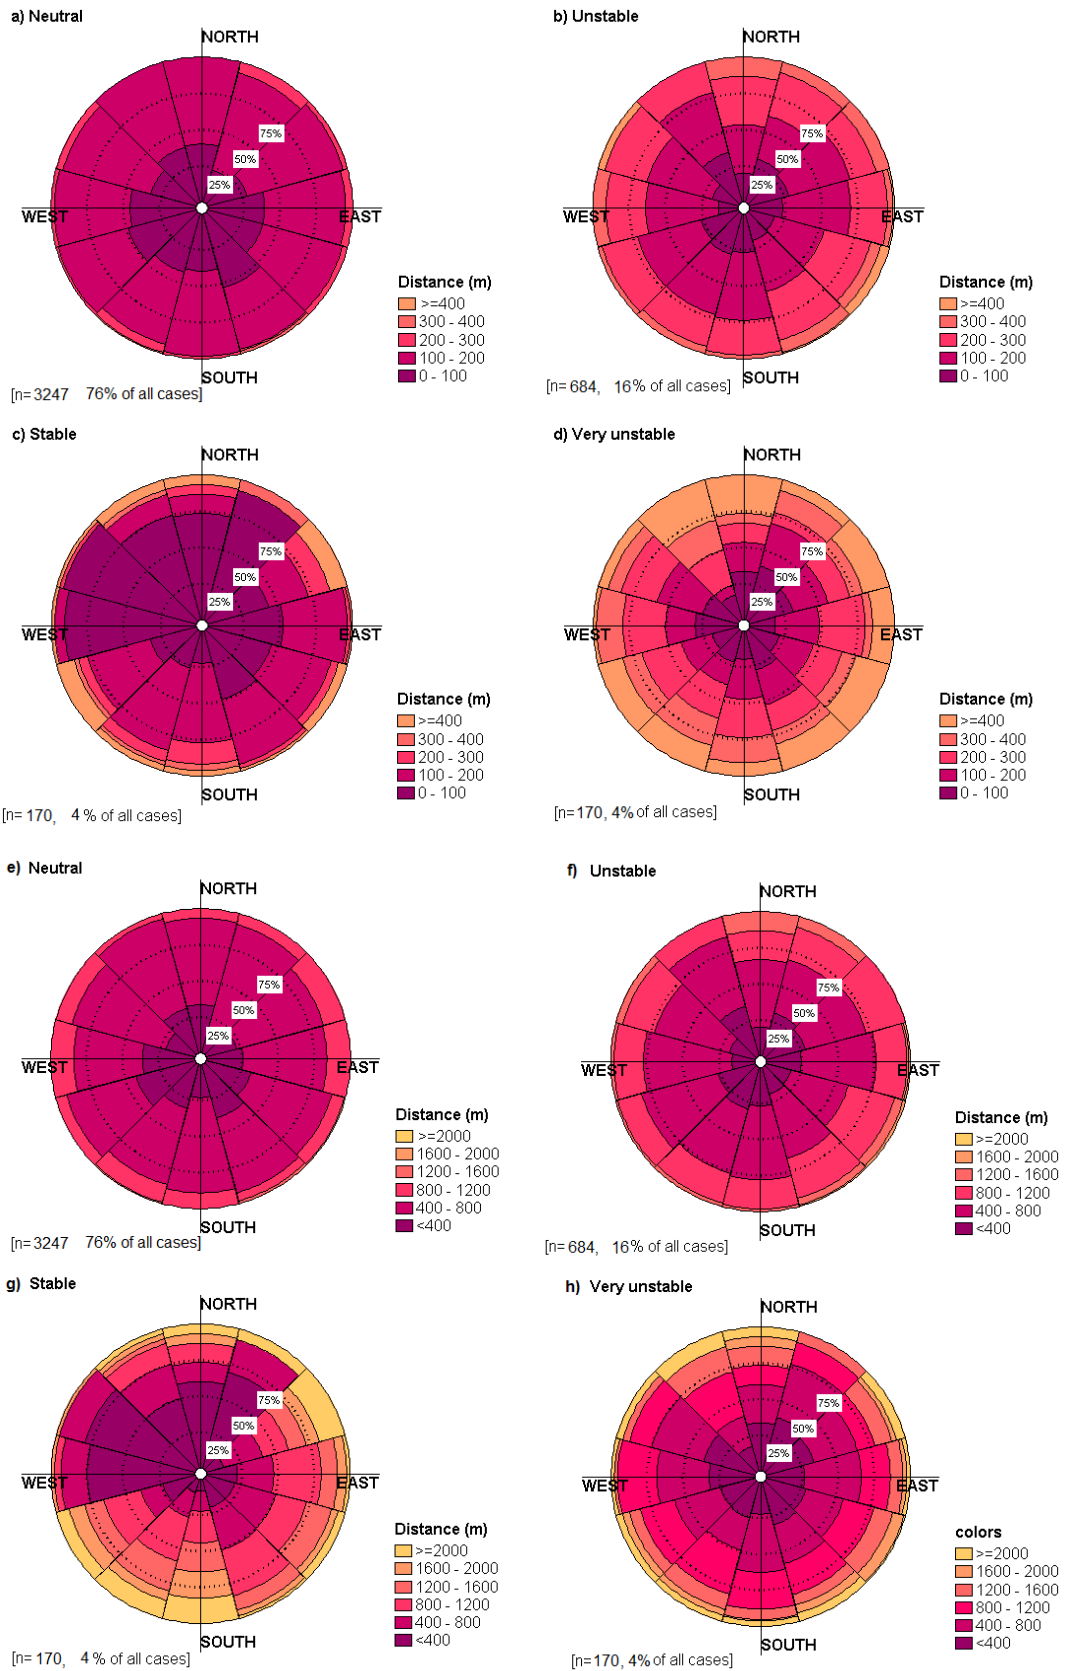 a) Neutral
NORTH
75%
50%
25%
WEST
EAST
SOUTH
Distance (m)
>=400
300 - 400
200 - 300
100 - 200
0 - 100
[n= 3247 76% of all cases]
b) Unstable
NORTH
75%
50%
25%
WEST
EAST
SOUTH
Distance (m)
>=400
300 - 400
200 - 300
100 - 200
0 - 100
[n= 684, 16% of all cases]
c) Stable
NORTH
75%
50%
25%
WEST
EAST
SOUTH
Distance (m)
>=400
300 - 400
200 - 300
100 - 200
0 - 100
[n= 170, 4 % of all cases]
d) Very unstable
NORTH
75%
50%
25%
WEST
EAST
SOUTH
Distance (m)
>=400
300 - 400
200 - 300
100 - 200
0 - 100
[n= 170, 4% of all cases]
e) Neutral
NORTH
75%
50%
25%
WEST
EAST
SOUTH
Distance (m)
>=2000
1600 - 2000
1200 - 1600
800 - 1200
400 - 800
<400
[n= 3247 76% of all cases]
f) Unstable
NORTH
75%
50%
25%
WEST
EAST
SOUTH
Distance (m)
>=2000
1600 - 2000
1200 - 1600
800 - 1200
400 - 800
<400
[n= 684, 16% of all cases]
g) Stable
NORTH
75%
50%
25%
WEST
EAST
SOUTH
Distance (m)
>=2000
1600 - 2000
1200 - 1600
800 - 1200
400 - 800
<400
[n= 170, 4 % of all cases]
h) Very unstable
NORTH
75%
50%
25%
WEST
EAST
SOUTH
colors
>=2000
1600 - 2000
1200 - 1600
800 - 1200
400 - 800
<400
[n= 170, 4% of all cases]